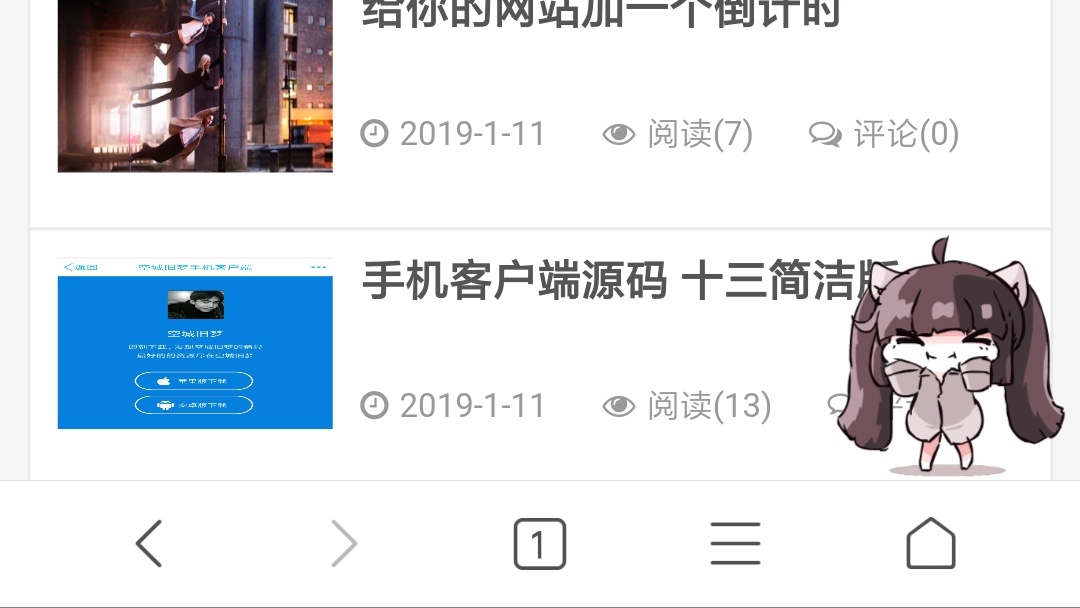 给你的网站加一个倒计时
2019-1-11 阅读(7) 评论(0)
返回 空城旧梦手机客户端
空城旧梦
苹果版下载
安卓版下载
手机客户端源码 十三简洁版
2019-1-11 阅读(13)
1